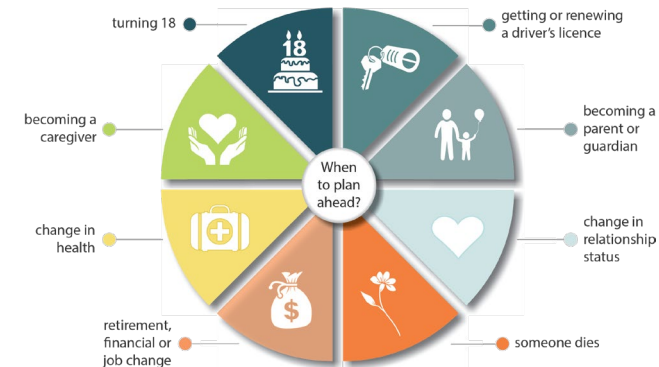 turning 18
18
getting or renewing
a driver's licence
becoming a
caregiver
becoming a
parent or
guardian
When
to plan
ahead?
change in
health
change in
relationship
status
$
retirement,
financial or
job change
someone dies